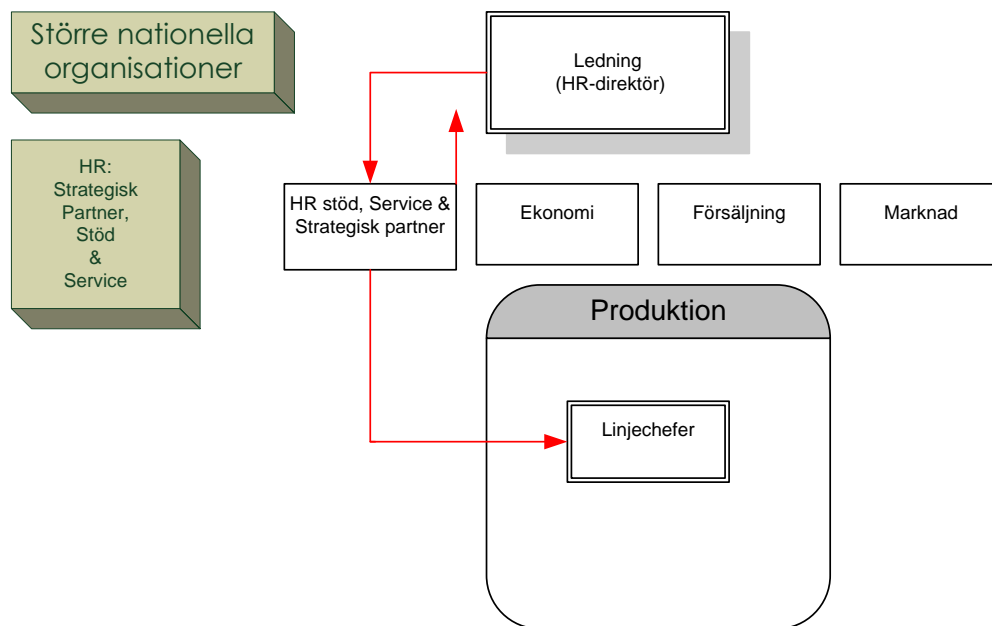 Större nationella
organisationer
Ledning
(HR-direktör)
HR:
Strategisk
Partner,
Stöd
&
Service
HR stöd, Service &
Strategisk partner
Ekonomi
Försäljning
Marknad
Produktion
Linjechefer